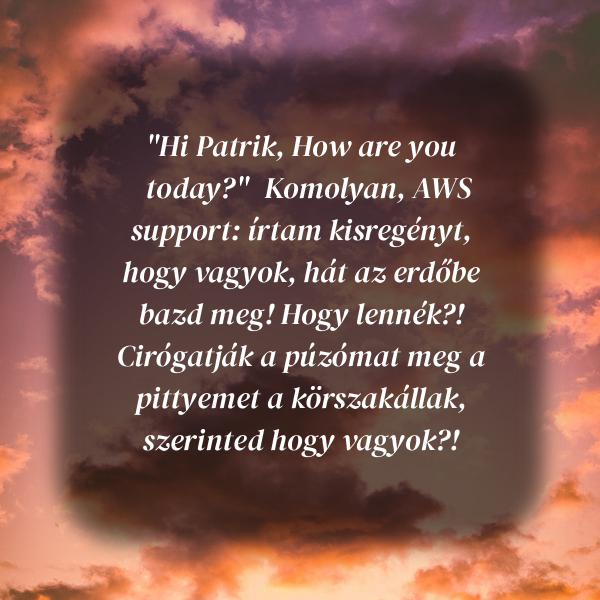 "Hi Patrik, How are you
today?"  Komolyan, AWS
support: írtam kisregényt,
hogy vagyok, hát az erdőbe
bazd meg! Hogy lennék?!
Cirógatják a púzómat meg a
pittyemet a körszakállak,
szerinted hogy vagyok?!